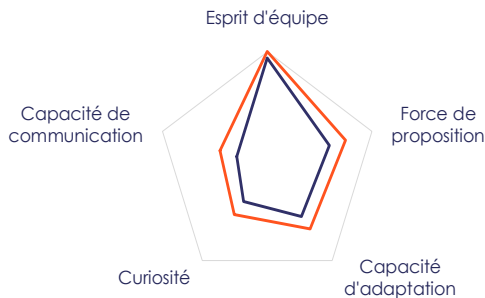 Esprit d'équipe
Capacité de
communication
Force de
proposition
Curiosité
Capacité
d'adaptation